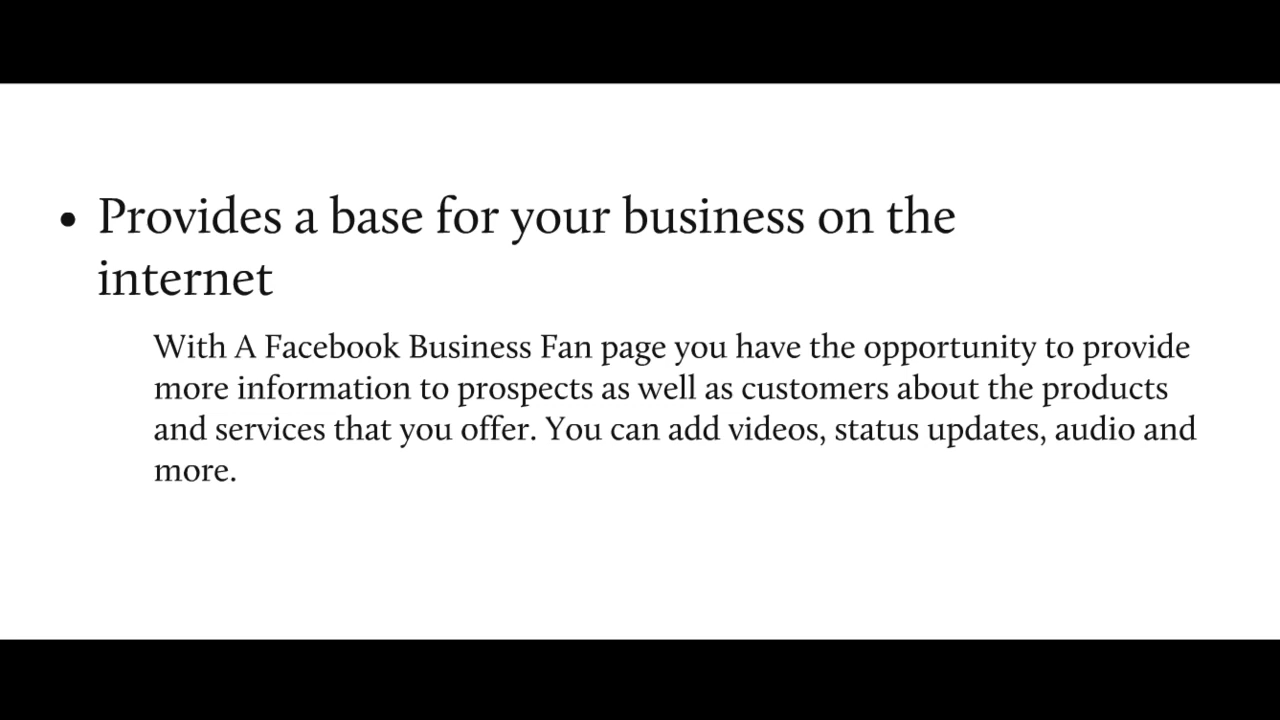 • Provides a base for your business on the
internet
With A Facebook Business Fan page you have the opportunity to provide
more information to prospects as well as customers about the products
and services that you offer. You can add videos, status updates, audio and
more.